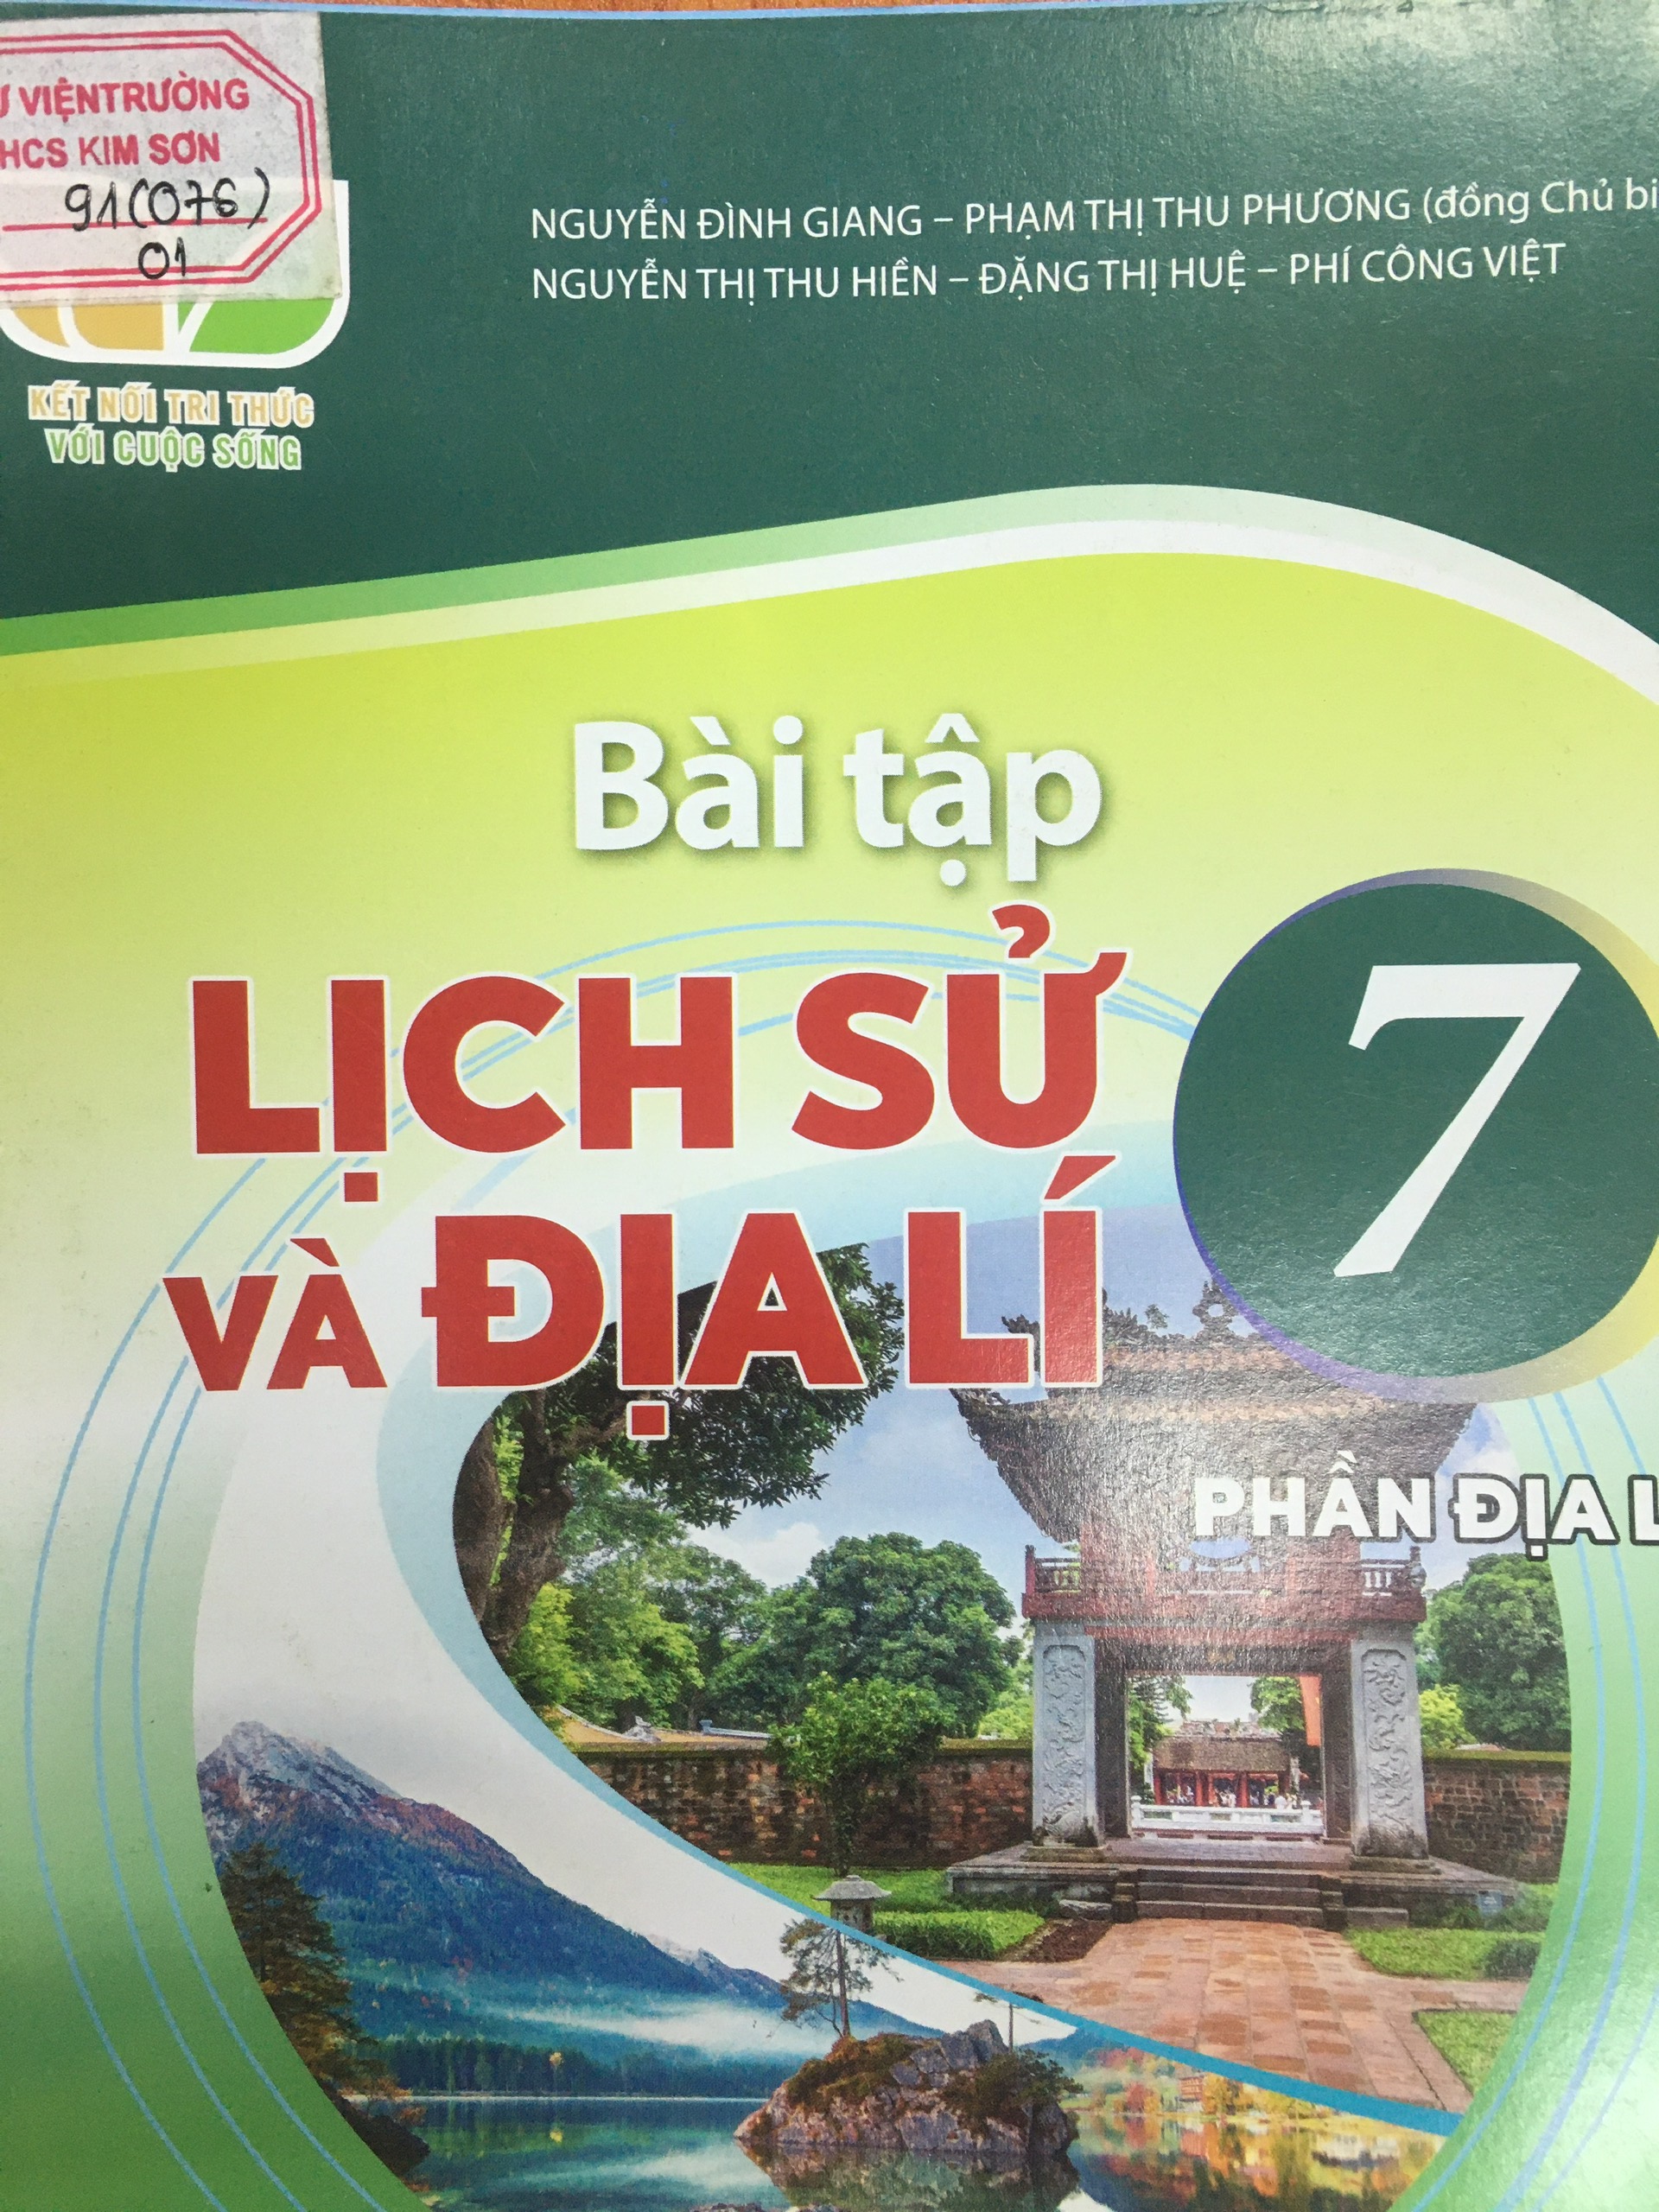 VIỆNTRƯỜNG
KIM SƠN
91(076)
01
NGUYỄN ĐÌNH GIANG – PHẠM THỊ THU PHƯƠNG (đồng Chủ bi
NGUYỄN THỊ THU HIỀN – ĐẶNG THỊ HUỆ – PHÍ CÔNG VIỆT
KẾT NỐI TRI THỨC
VỚI CUỘC SỐNG
Bài tập
LỊCH SỬ
VÀ ĐỊA LÍ
7
PHẦN ĐỊA L